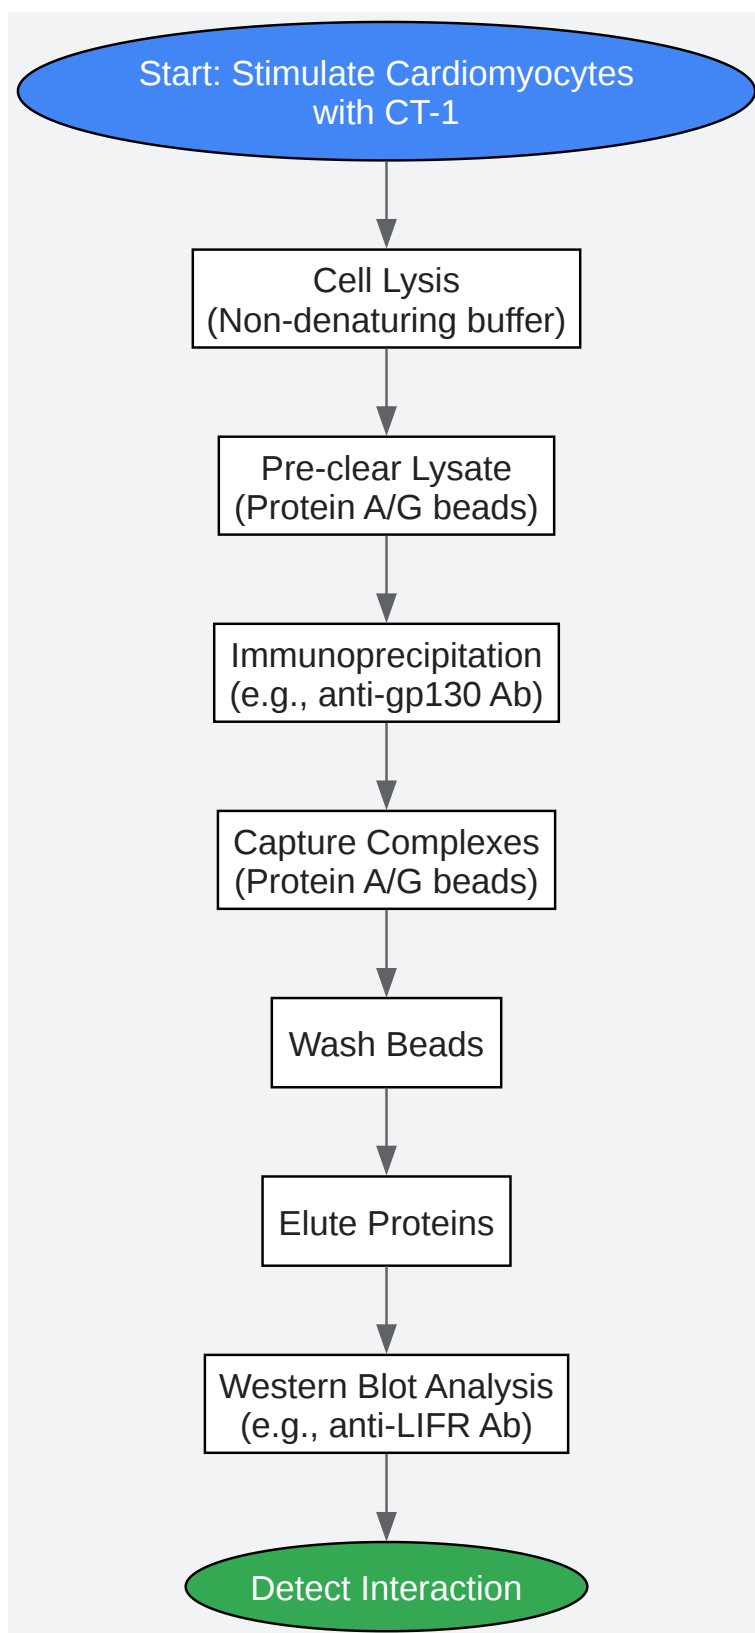 Start: Stimulate Cardiomyocytes
with CT-1
Cell Lysis
(Non-denaturing buffer)
Pre-clear Lysate
(Protein A/G beads)
Immunoprecipitation
(e.g., anti-gp130 Ab)
Capture Complexes
(Protein A/G beads)
Wash Beads
Elute Proteins
Western Blot Analysis
(e.g., anti-LIFR Ab)
Detect Interaction